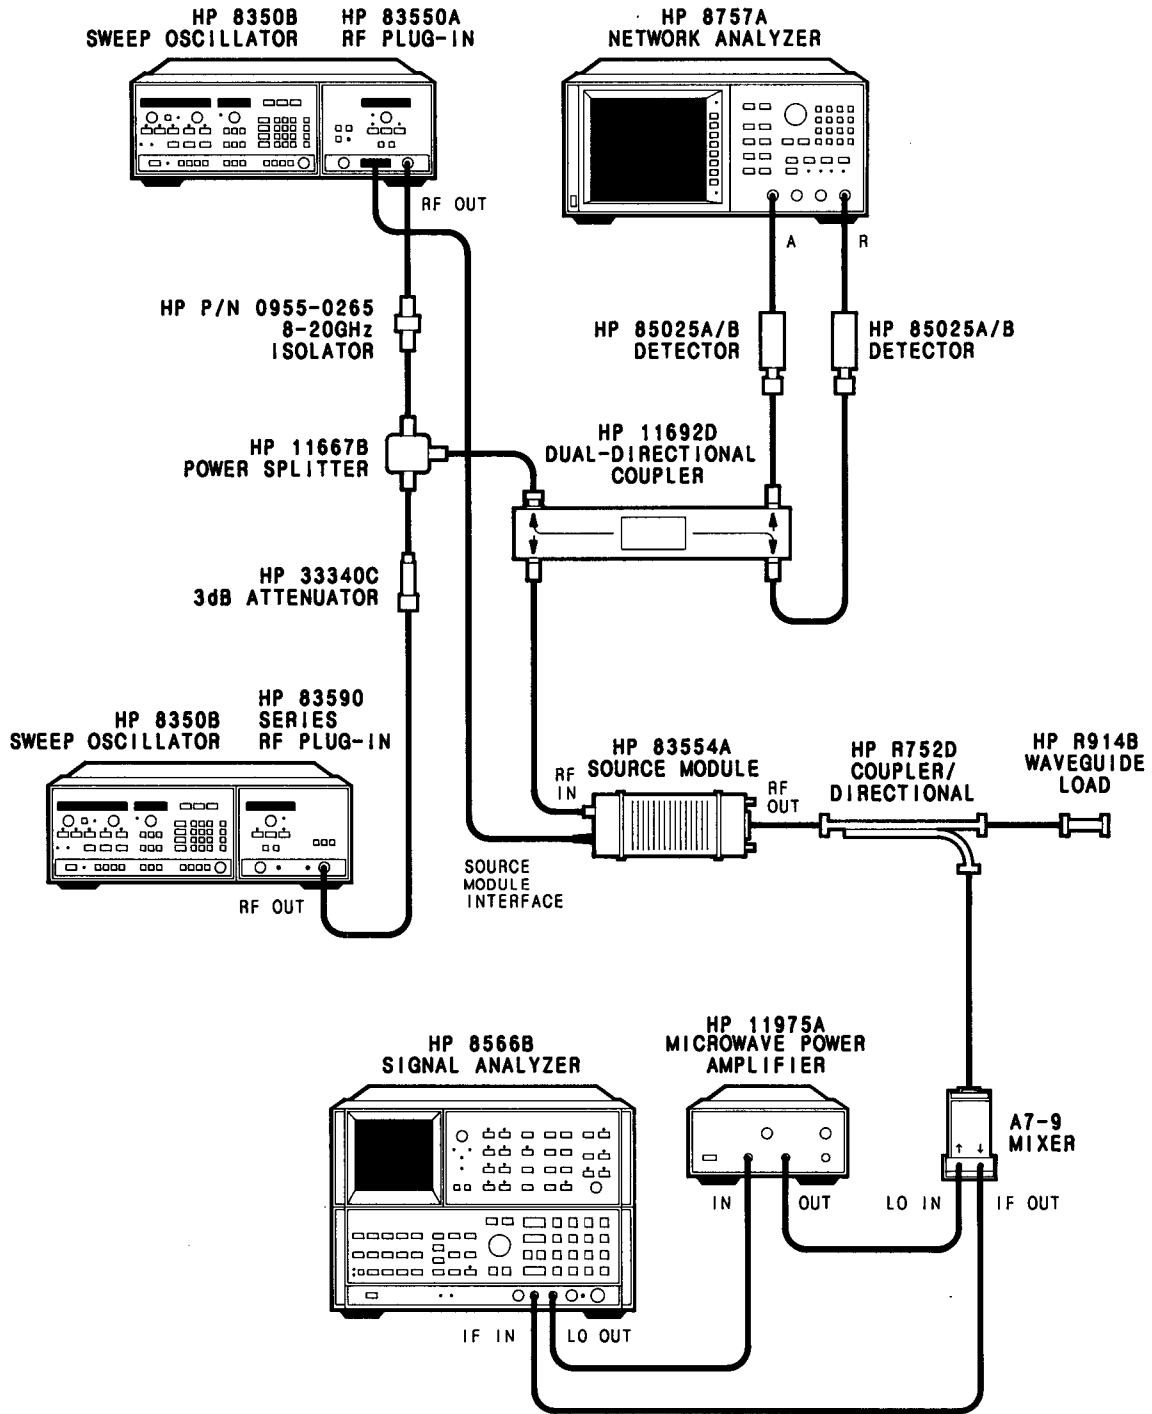 HP 8350B
SWEEP OSCILLATOR
HP 83550A
RF PLUG-IN
HP 8757A
NETWORK ANALYZER
RF OUT
A
R
HP P/N 0955-0265
8-20GHz
ISOLATOR
HP 85025A/B
DETECTOR
HP 85025A/B
DETECTOR
HP 11667B
POWER SPLITTER
HP 11692D
DUAL-DIRECTIONAL
COUPLER
HP 33340C
3dB ATTENUATOR
HP 8350B
SWEEP OSCILLATOR
HP 83590
SERIES
RF PLUG-IN
RF OUT
RF
IN
HP 83554A
SOURCE MODULE
RF
OUT
HP R752D
COUPLER/
DIRECTIONAL
HP R914B
WAVEGUIDE
LOAD
SOURCE
MODULE
INTERFACE
HP 8566B
SIGNAL ANALYZER
HP 11975A
MICROWAVE POWER
AMPLIFIER
A7-9
MIXER
IN
OUT
LO IN
IF OUT
IF IN
LO OUT